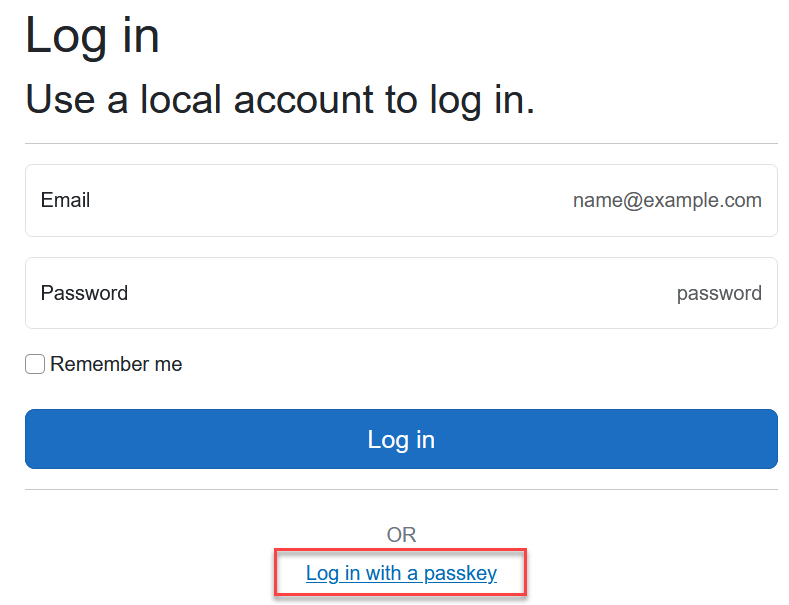 Log in
Use a local account to log in.
Email name@example.com
Password password
Remember me
Log in
OR
Log in with a passkey